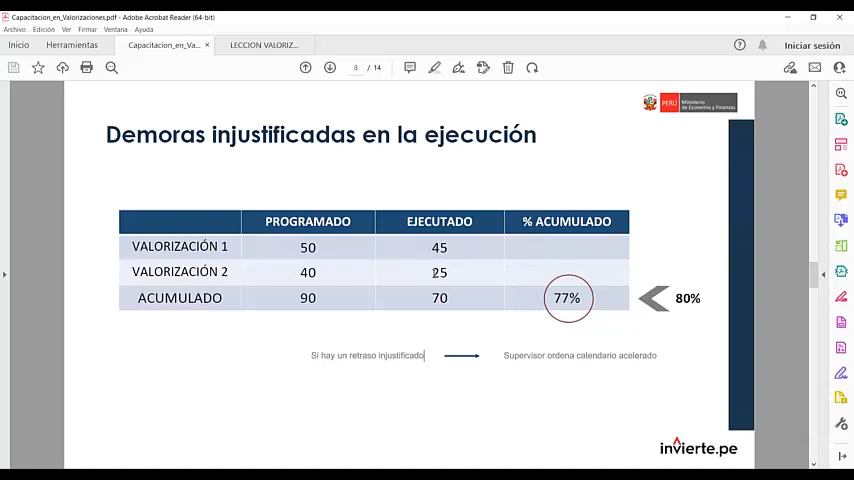 Capacitacion_en_Valorizaciones.pdf - Adobe Acrobat Reader (64-bit)
Archivo Edición Ver Firmar Ventana Ayuda
Inicio Herramientas Capacitacion_en_Va... × LECCION VALORIZ... Iniciar sesión
8 / 14
PERÚ Ministerio de Economía y Finanzas
Demoras injustificadas en la ejecución
PROGRAMADO EJECUTADO % ACUMULADO
VALORIZACIÓN 1 50 45
VALORIZACIÓN 2 40 25
ACUMULADO 90 70 77% 80%
Si hay un retraso injustificado Supervisor ordena calendario acelerado
invierte.pe